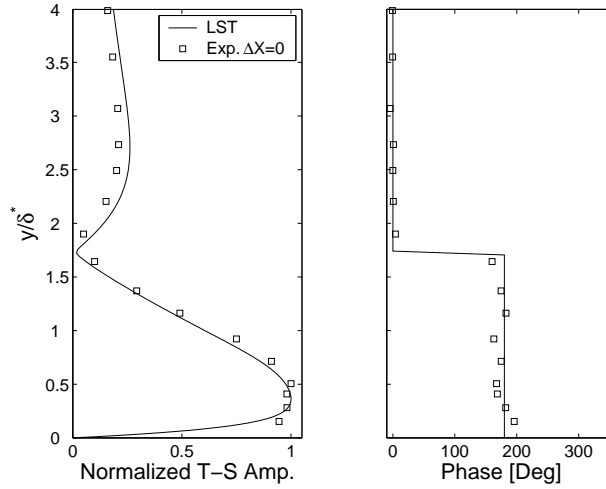 4
3.5
3
2.5
2
1.5
1
0.5
0
y/δ*
0 0.5 1
Normalized T−S Amp.
LST
Exp. ΔX=0
0 100 200 300
Phase [Deg]